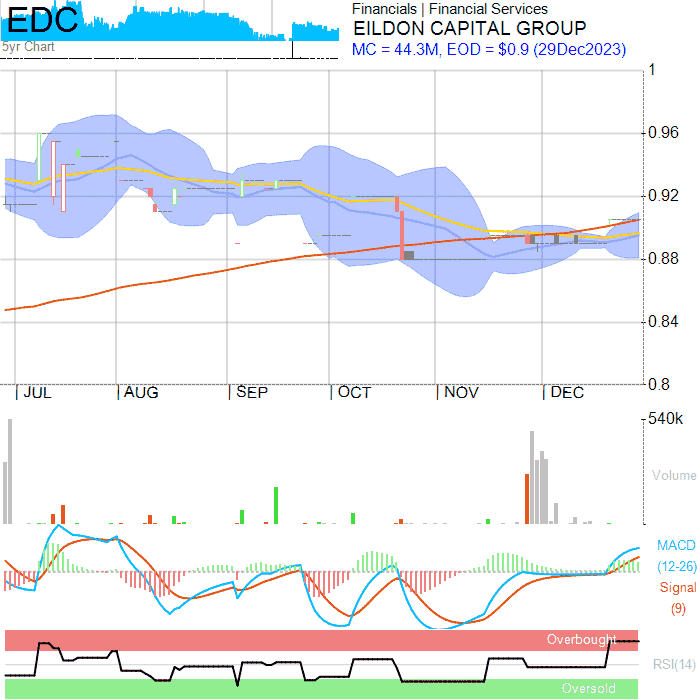 EDC
5yr Chart
Financials | Financial Services
EILDON CAPITAL GROUP
MC = 44.3M, EOD = $0.9 (29Dec2023)
1
0.96
0.92
0.88
0.84
0.8
JUL AUG SEP OCT NOV DEC
540k
Volume
MACD
(12-26)
Signal
(9)
Overbought
RSI(14)
Oversold